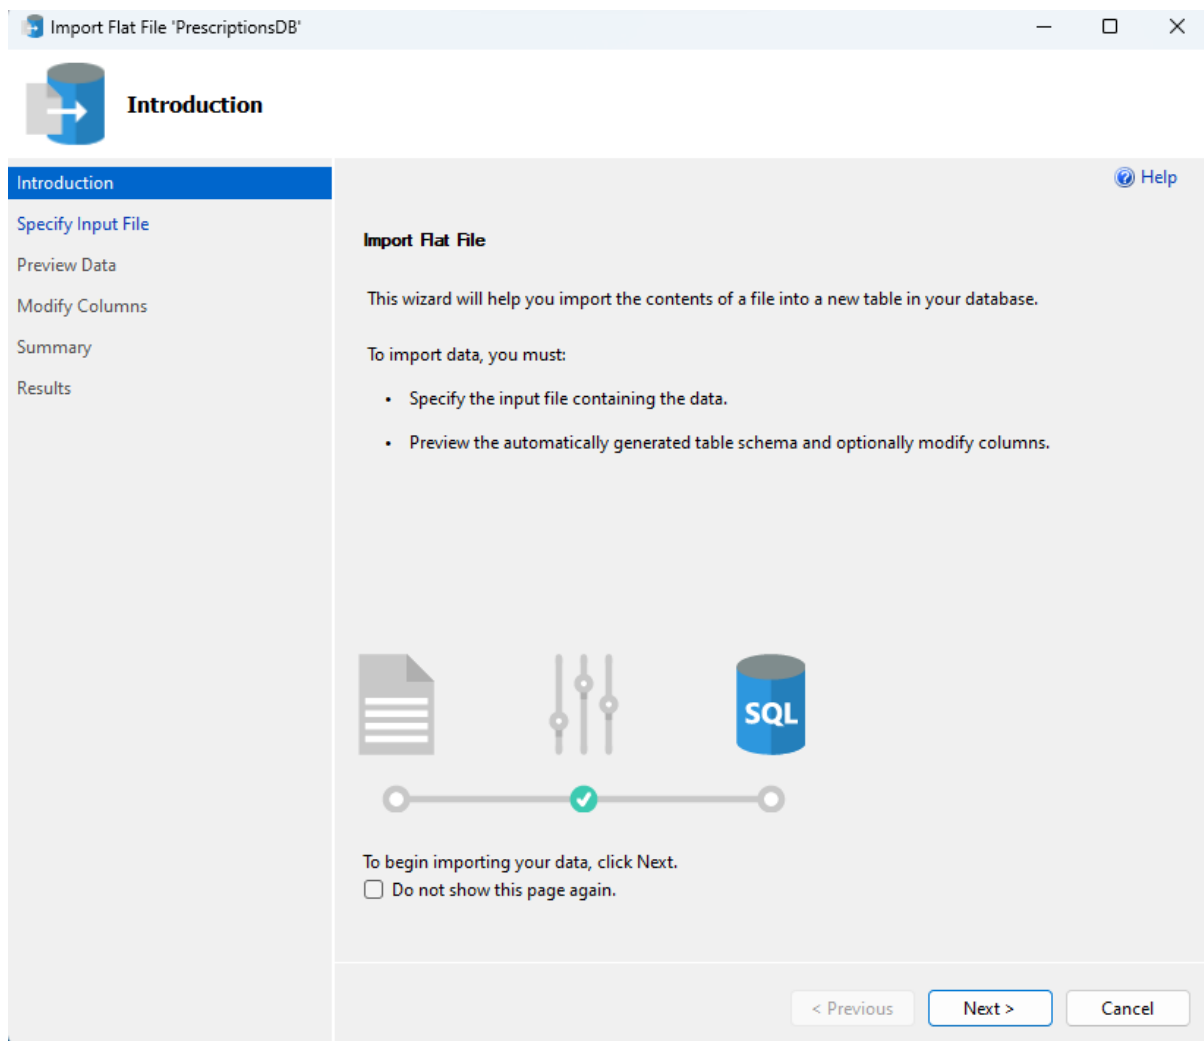 Import Flat File 'PrescriptionsDB'
Introduction
Introduction
Specify Input File
Preview Data
Modify Columns
Summary
Results
Help
Import Flat File
This wizard will help you import the contents of a file into a new table in your database.
To import data, you must:
• Specify the input file containing the data.
• Preview the automatically generated table schema and optionally modify columns.
SQL
To begin importing your data, click Next.
Do not show this page again.
< Previous
Next >
Cancel